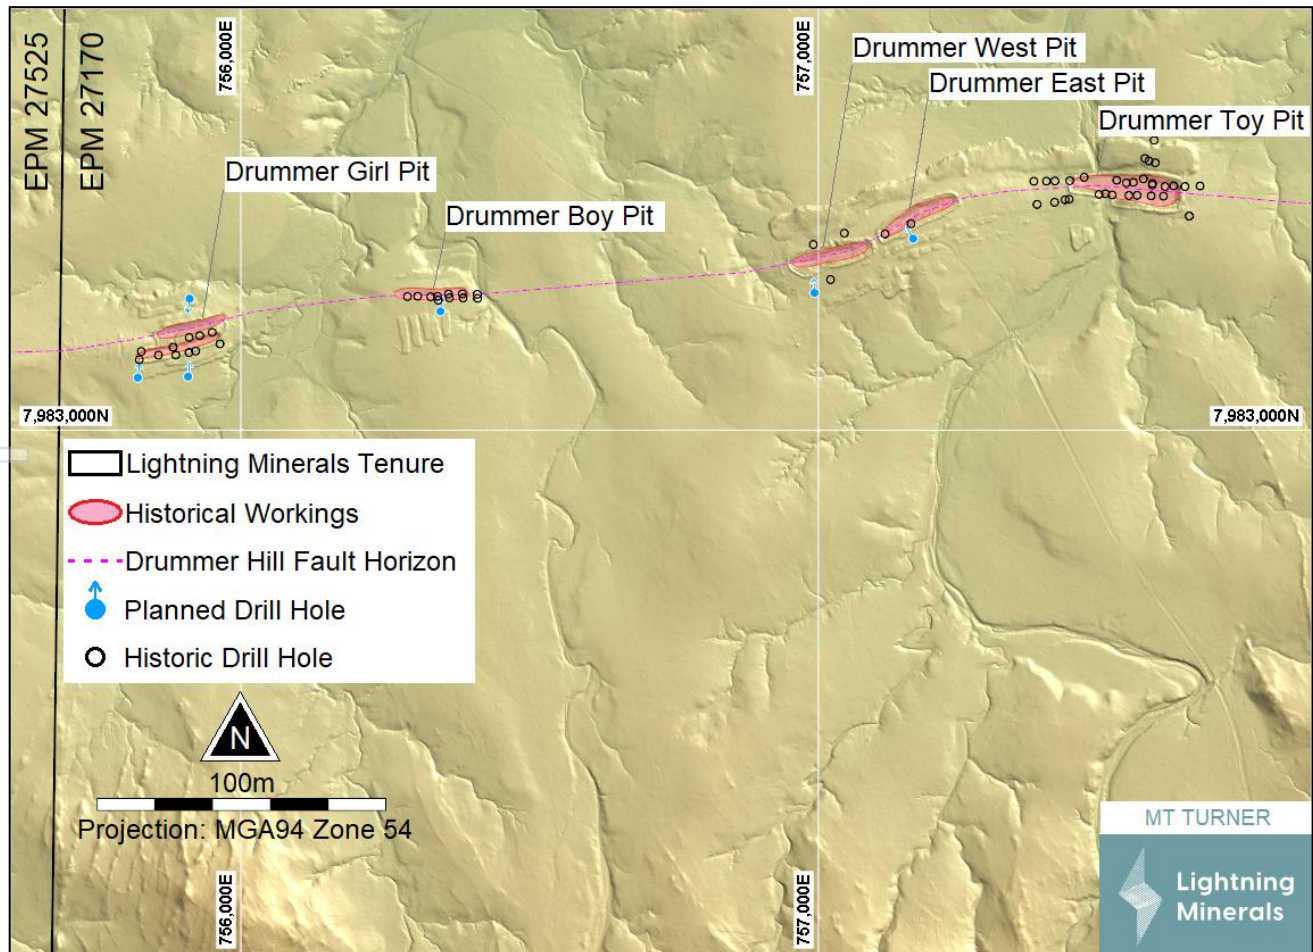 EPM 27525
EPM 27170
756,000E
757,000E
Drummer West Pit
Drummer East Pit
Drummer Toy Pit
Drummer Girl Pit
Drummer Boy Pit
7,983,000N
7,983,000N
Lightning Minerals Tenure
Historical Workings
Drummer Hill Fault Horizon
Planned Drill Hole
Historic Drill Hole
N
100m
Projection: MGA94 Zone 54
756,000E
757,000E
MT TURNER
Lightning
Minerals